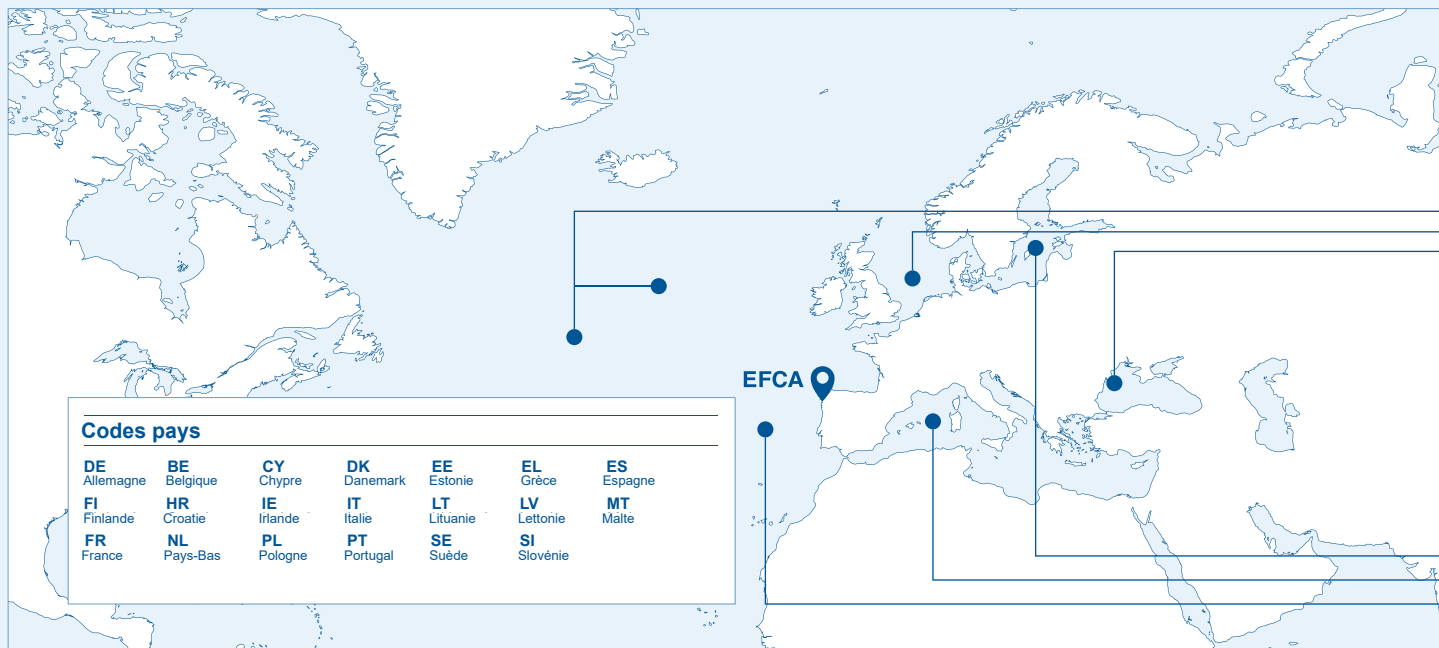 EFCA
Codes pays
DE BE CY DK EE EL ES
Allemagne Belgique Chypre Danemark Estonie Grèce Espagne
FI HR IE IT LT LV MT
Finlande Croatie Irlande Italie Lituanie Lettonie Malte
FR NL PL PT SE SI
France Pays-Bas Pologne Portugal Suède Slovénie